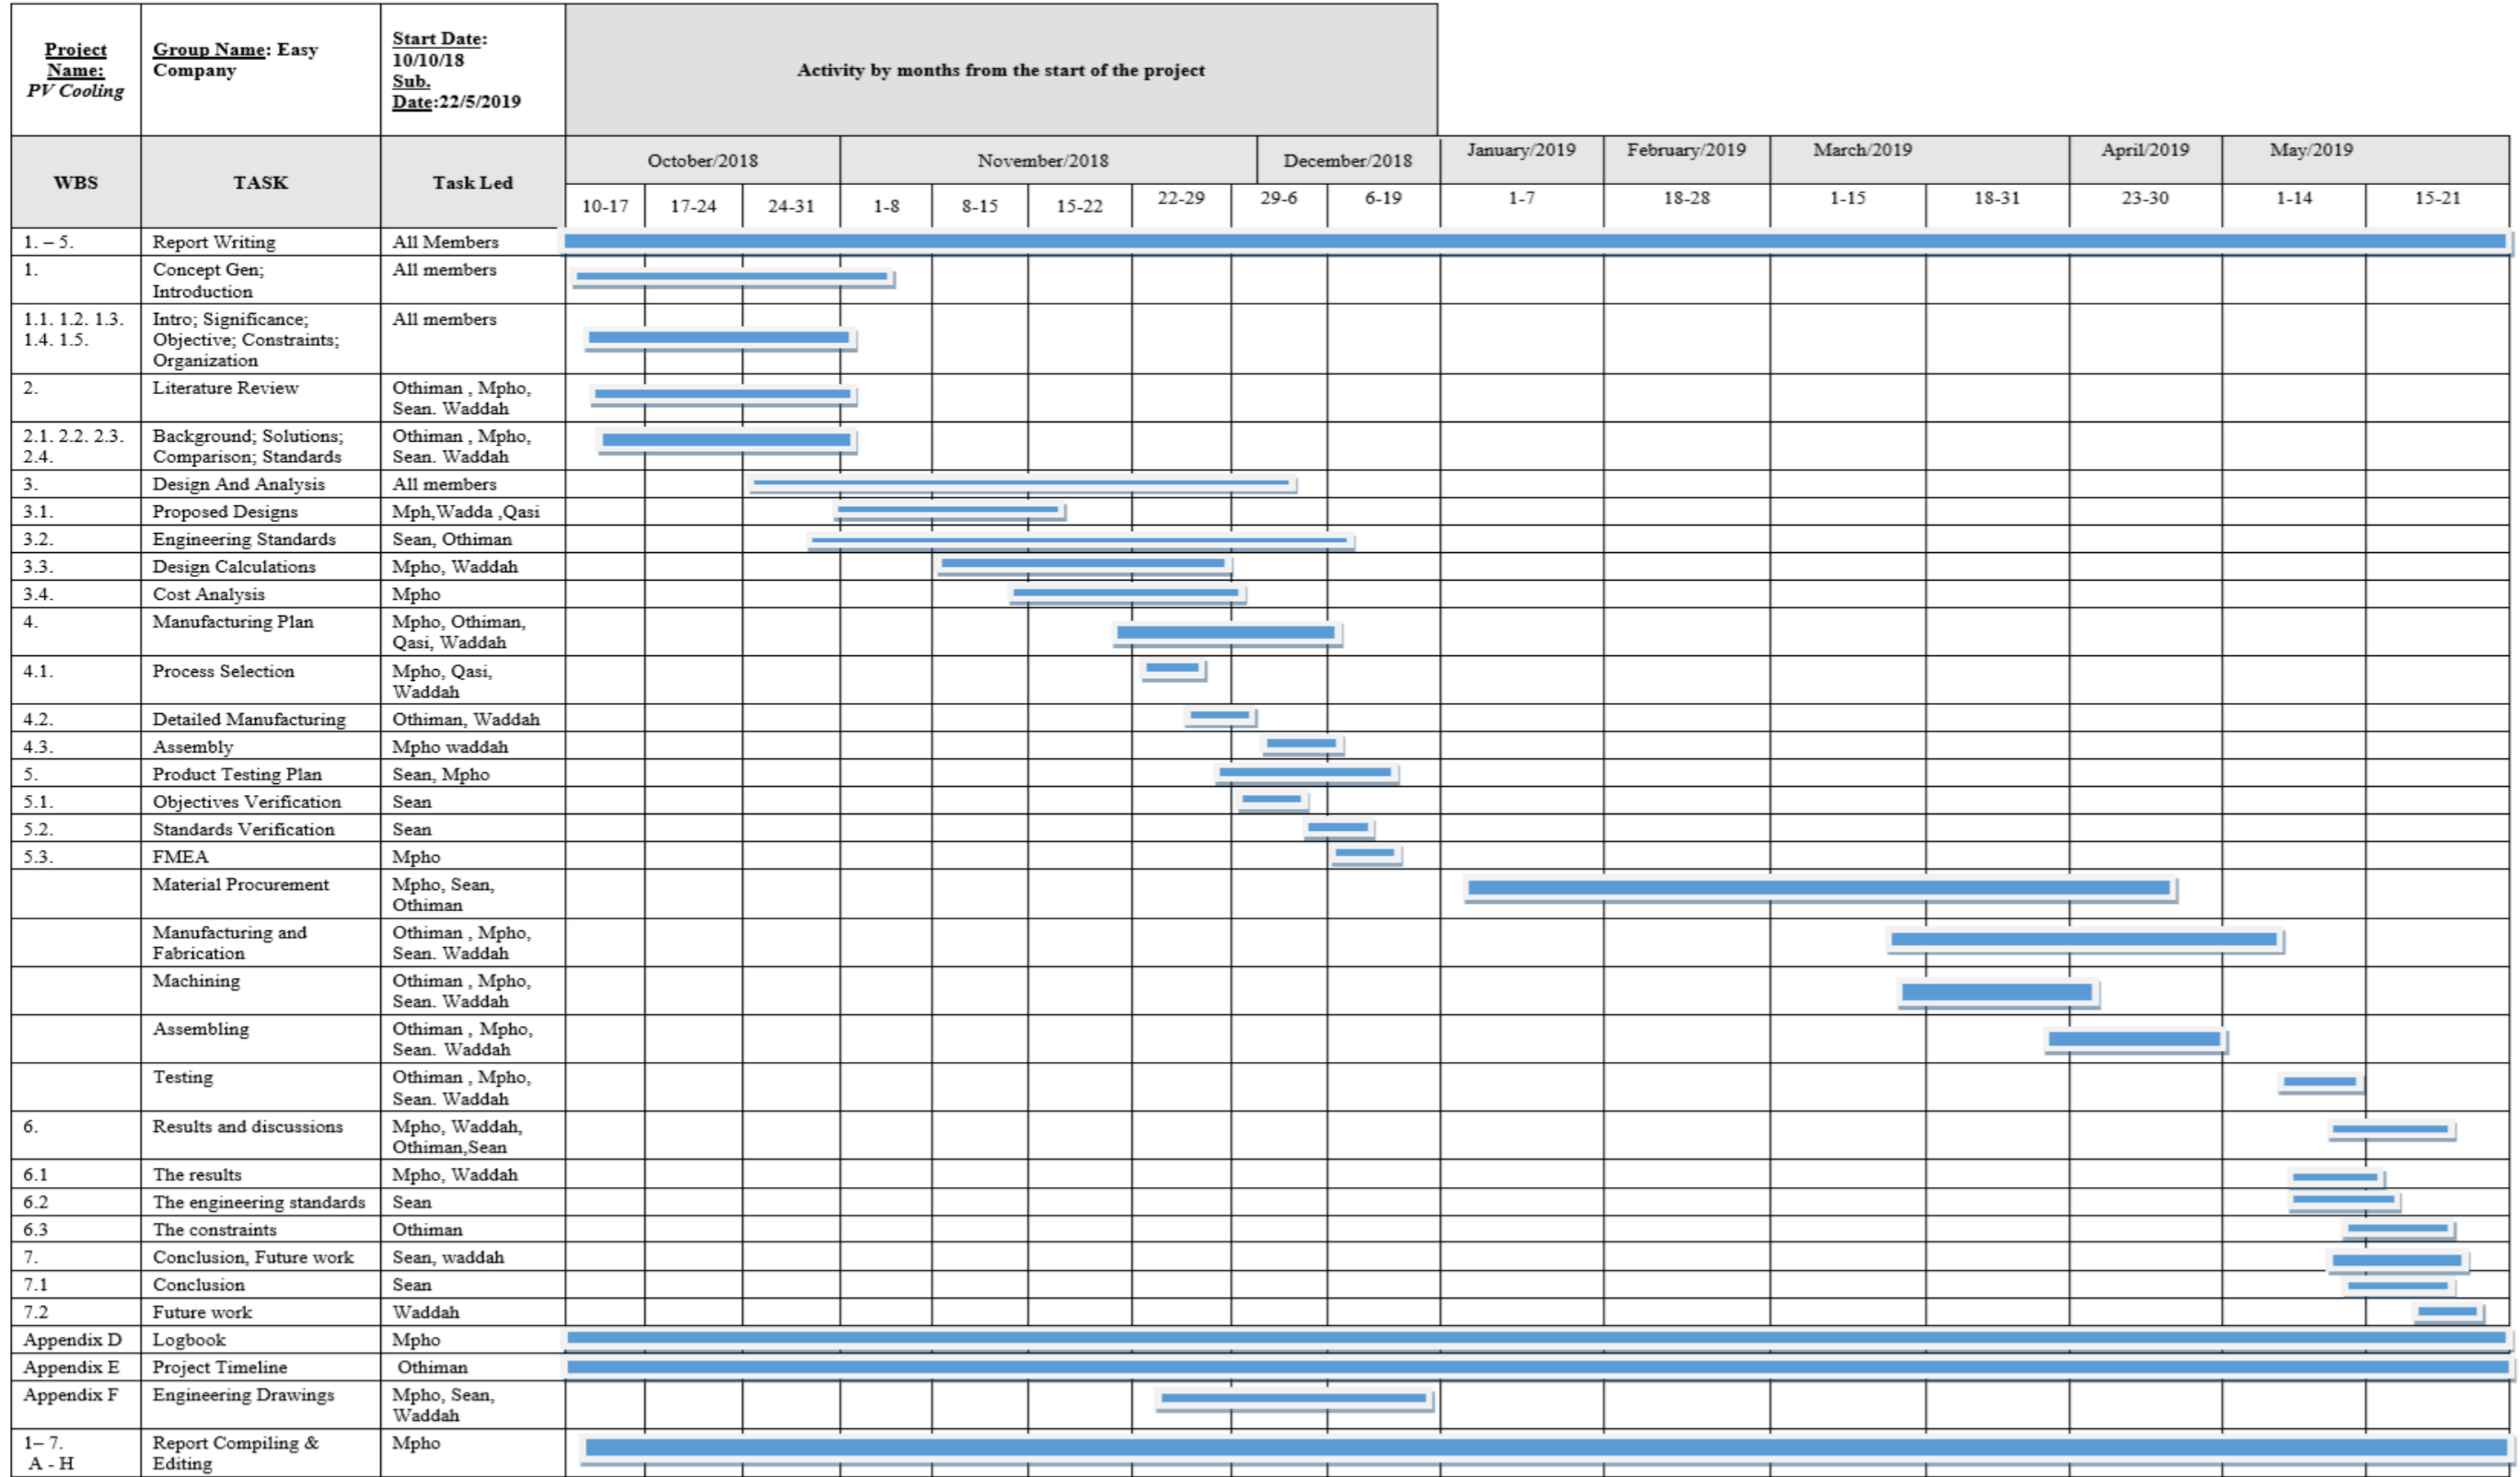 Project
Name:
PV Cooling
Group Name: Easy
Company
Start Date:
10/10/18
Sub.
Date:22/5/2019
Activity by months from the start of the project
WBS
TASK
Task Led
October/2018
November/2018
December/2018
January/2019
February/2019
March/2019
April/2019
May/2019
10-17
17-24
24-31
1-8
8-15
15-22
22-29
29-6
6-19
1-7
18-28
1-15
18-31
23-30
1-14
15-21
1. – 5.
Report Writing
All Members
1.
Concept Gen;
Introduction
All members
1.1. 1.2. 1.3.
1.4. 1.5.
Intro; Significance;
Objective; Constraints;
Organization
All members
2.
Literature Review
Othiman , Mpho,
Sean. Waddah
2.1. 2.2. 2.3.
2.4.
Background; Solutions;
Comparison; Standards
Othiman , Mpho,
Sean. Waddah
3.
Design And Analysis
All members
3.1.
Proposed Designs
Mph,Wadda ,Qasi
3.2.
Engineering Standards
Sean, Othiman
3.3.
Design Calculations
Mpho, Waddah
3.4.
Cost Analysis
Mpho
4.
Manufacturing Plan
Mpho, Othiman,
Qasi, Waddah
4.1.
Process Selection
Mpho, Qasi,
Waddah
4.2.
Detailed Manufacturing
Othiman, Waddah
4.3.
Assembly
Mpho waddah
5.
Product Testing Plan
Sean, Mpho
5.1.
Objectives Verification
Sean
5.2.
Standards Verification
Sean
5.3.
FMEA
Mpho
Material Procurement
Mpho, Sean,
Othiman
Manufacturing and
Fabrication
Othiman , Mpho,
Sean. Waddah
Machining
Othiman , Mpho,
Sean. Waddah
Assembling
Othiman , Mpho,
Sean. Waddah
Testing
Othiman , Mpho,
Sean. Waddah
6.
Results and discussions
Mpho, Waddah,
Othiman,Sean
6.1
The results
Mpho, Waddah
6.2
The engineering standards
Sean
6.3
The constraints
Othiman
7.
Conclusion, Future work
Sean, waddah
7.1
Conclusion
Sean
7.2
Future work
Waddah
Appendix D
Logbook
Mpho
Appendix E
Project Timeline
Othiman
Appendix F
Engineering Drawings
Mpho, Sean,
Waddah
1– 7.
A - H
Report Compiling &
Editing
Mpho